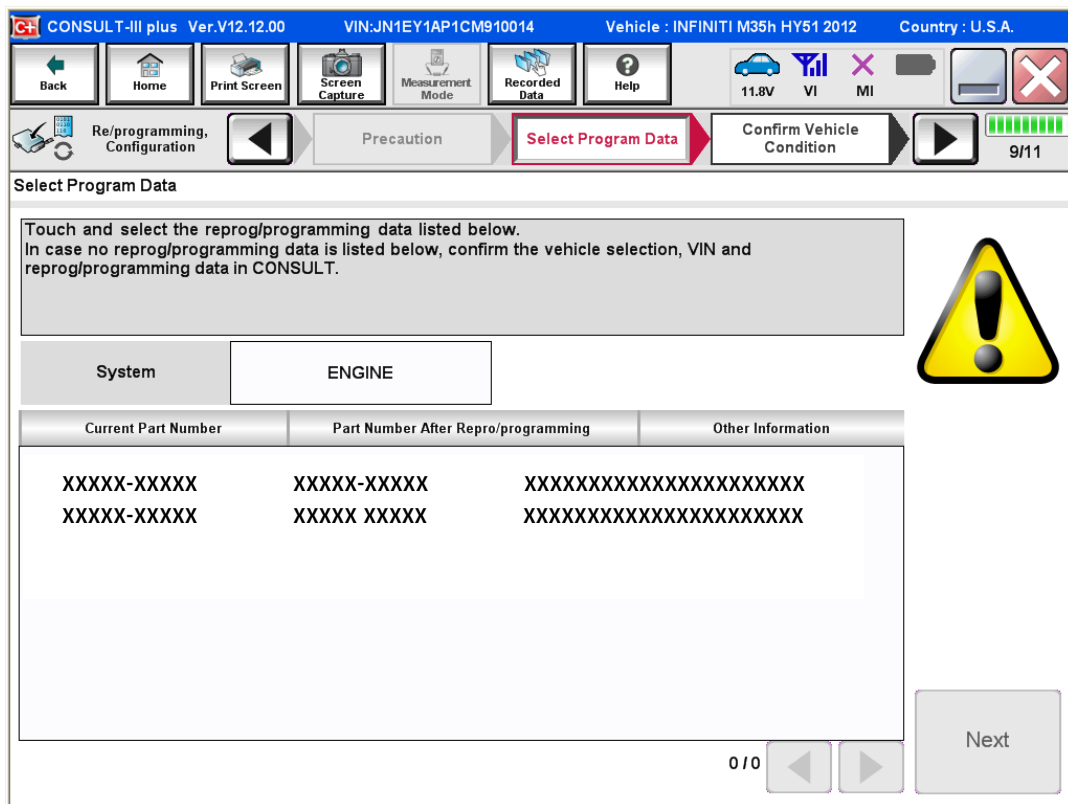 CONSULT-III plus Ver.V12.12.00 VIN:JN1EY1AP1CM910014 Vehicle : INFINITI M35h HY51 2012 Country : U.S.A.
Back
Home
Print Screen
Screen
Capture
Measurement
Mode
Recorded
Data
Help
11.8V
VI
MI
Re/programming,
Configuration
Precaution
Select Program Data
Confirm Vehicle
Condition
9/11
Select Program Data
Touch and select the reprog/programming data listed below.
In case no reprog/programming data is listed below, confirm the vehicle selection, VIN and
reprog/programming data in CONSULT.
System ENGINE
Current Part Number Part Number After Repro/programming Other Information
XXXXX-XXXXX XXXXX-XXXXX XXXXXXXXXXXXXXXXXXXXXX
XXXXX-XXXXX XXXXX XXXXX XXXXXXXXXXXXXXXXXXXXXX
Next
0/0